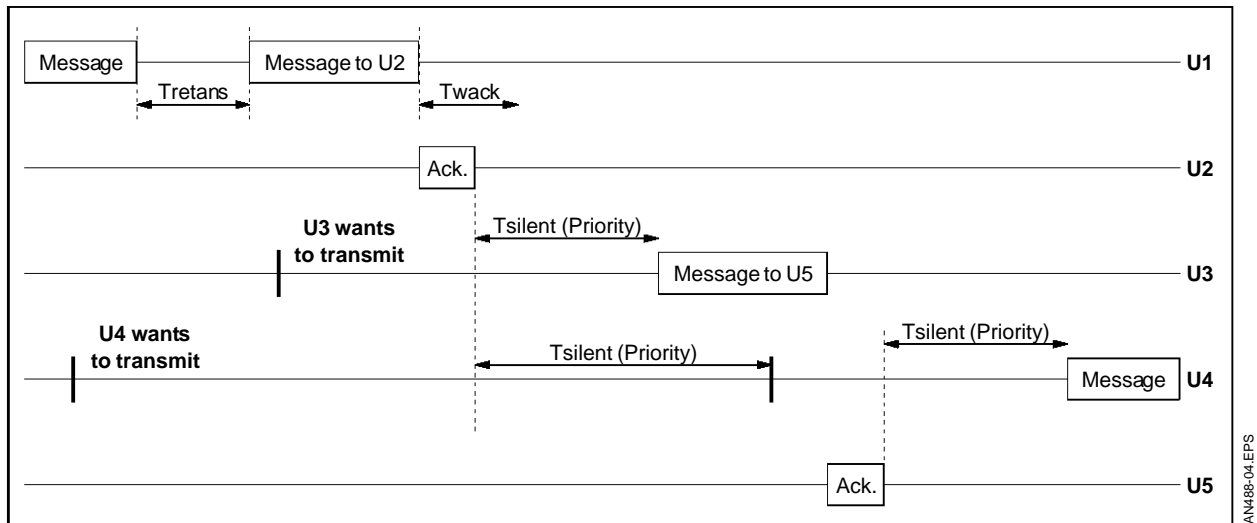 Message
Message to U2
U1
Tretans
Twack
Ack.
U2
U3 wants
to transmit
Tsilent (Priority)
Message to U5
U3
U4 wants
to transmit
Tsilent (Priority)
Tsilent (Priority)
Message
U4
Ack.
U5
AN488-04.EPS